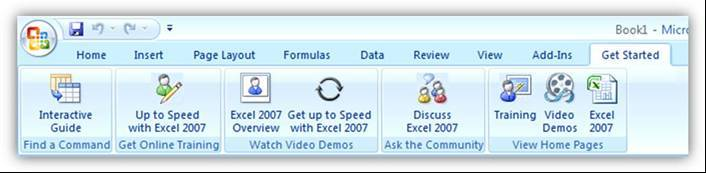 Book1 - Micro
Home Insert Page Layout Formulas Data Review View Add-Ins Get Started
Interactive Guide
Find a Command
Up to Speed with Excel 2007
Get Online Training
Excel 2007 Overview
Get up to Speed with Excel 2007
Watch Video Demos
Discuss Excel 2007
Ask the Community
Training
Video Demos
Excel 2007
View Home Pages